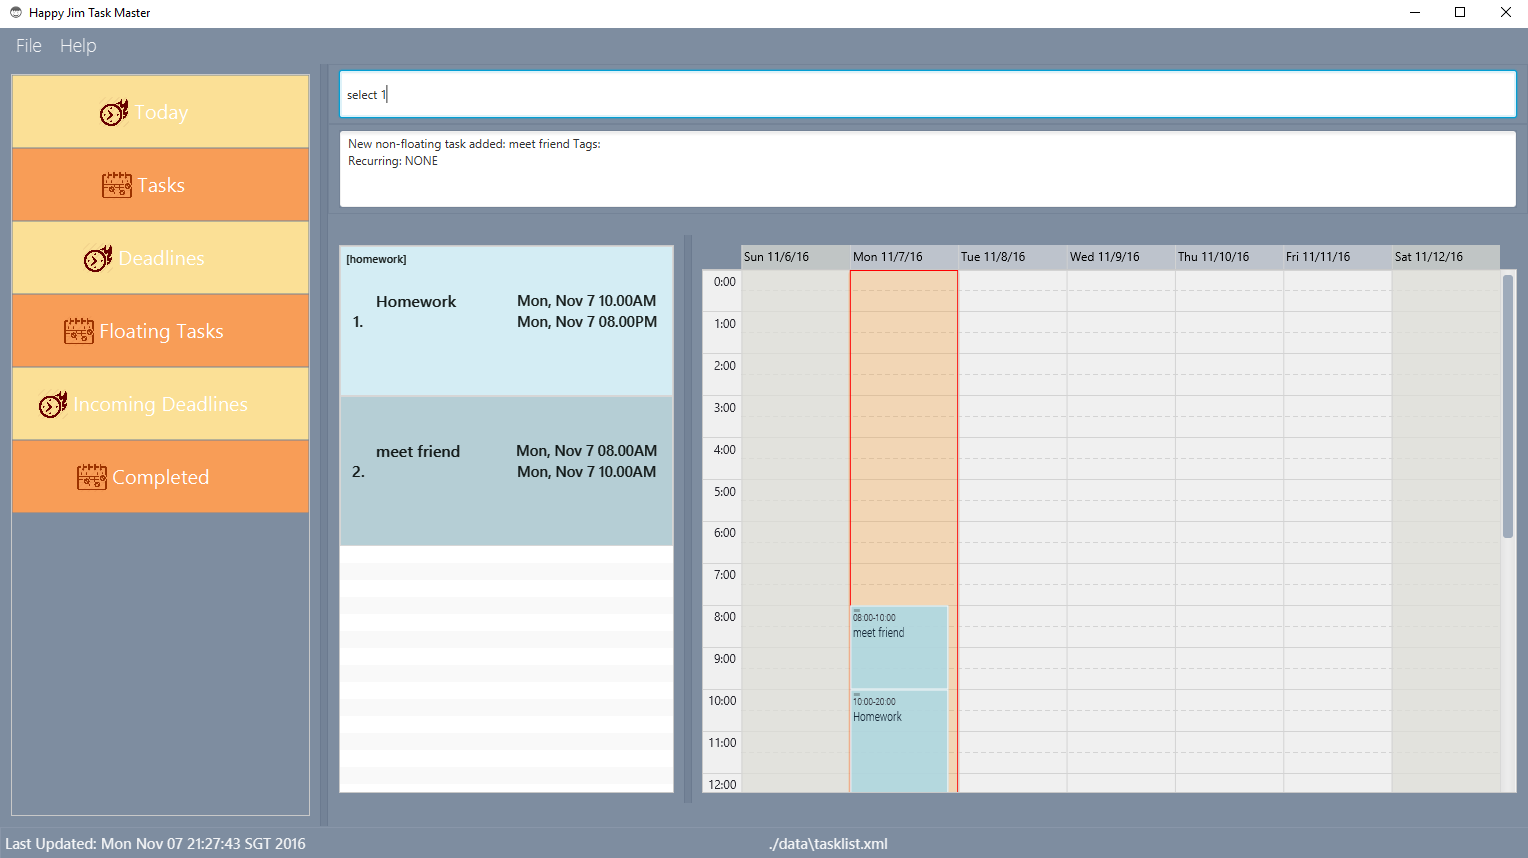 Happy Jim Task Master
File Help
Today
Tasks
Deadlines
Floating Tasks
Incoming Deadlines
Completed
select 1
New non-floating task added: meet friend Tags:
Recurring: NONE
[homework]
Homework Mon, Nov 7 10.00AM
1. Mon, Nov 7 08.00PM
meet friend Mon, Nov 7 08.00AM
2. Mon, Nov 7 10.00AM
Sun 11/6/16 Mon 11/7/16 Tue 11/8/16 Wed 11/9/16 Thu 11/10/16 Fri 11/11/16 Sat 11/12/16
0:00
1:00
2:00
3:00
4:00
5:00
6:00
7:00
8:00
9:00
10:00
11:00
12:00
08:00-10:00
meet friend
10:00-20:00
Homework
Last Updated: Mon Nov 07 21:27:43 SGT 2016
./data\tasklist.xml